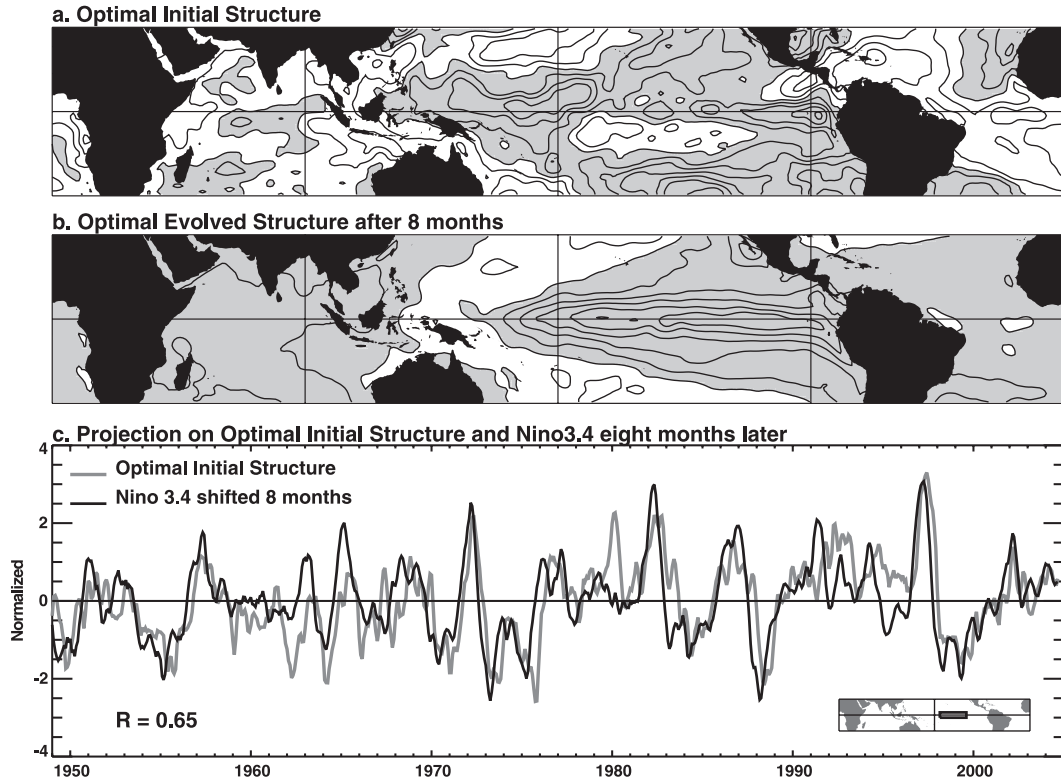 a. Optimal Initial Structure
b. Optimal Evolved Structure after 8 months
c. Projection on Optimal Initial Structure and Nino3.4 eight months later
4
Optimal Initial Structure
Nino 3.4 shifted 8 months
2
0
Normalized
-2
R = 0.65
-4
1950 1960 1970 1980 1990 2000